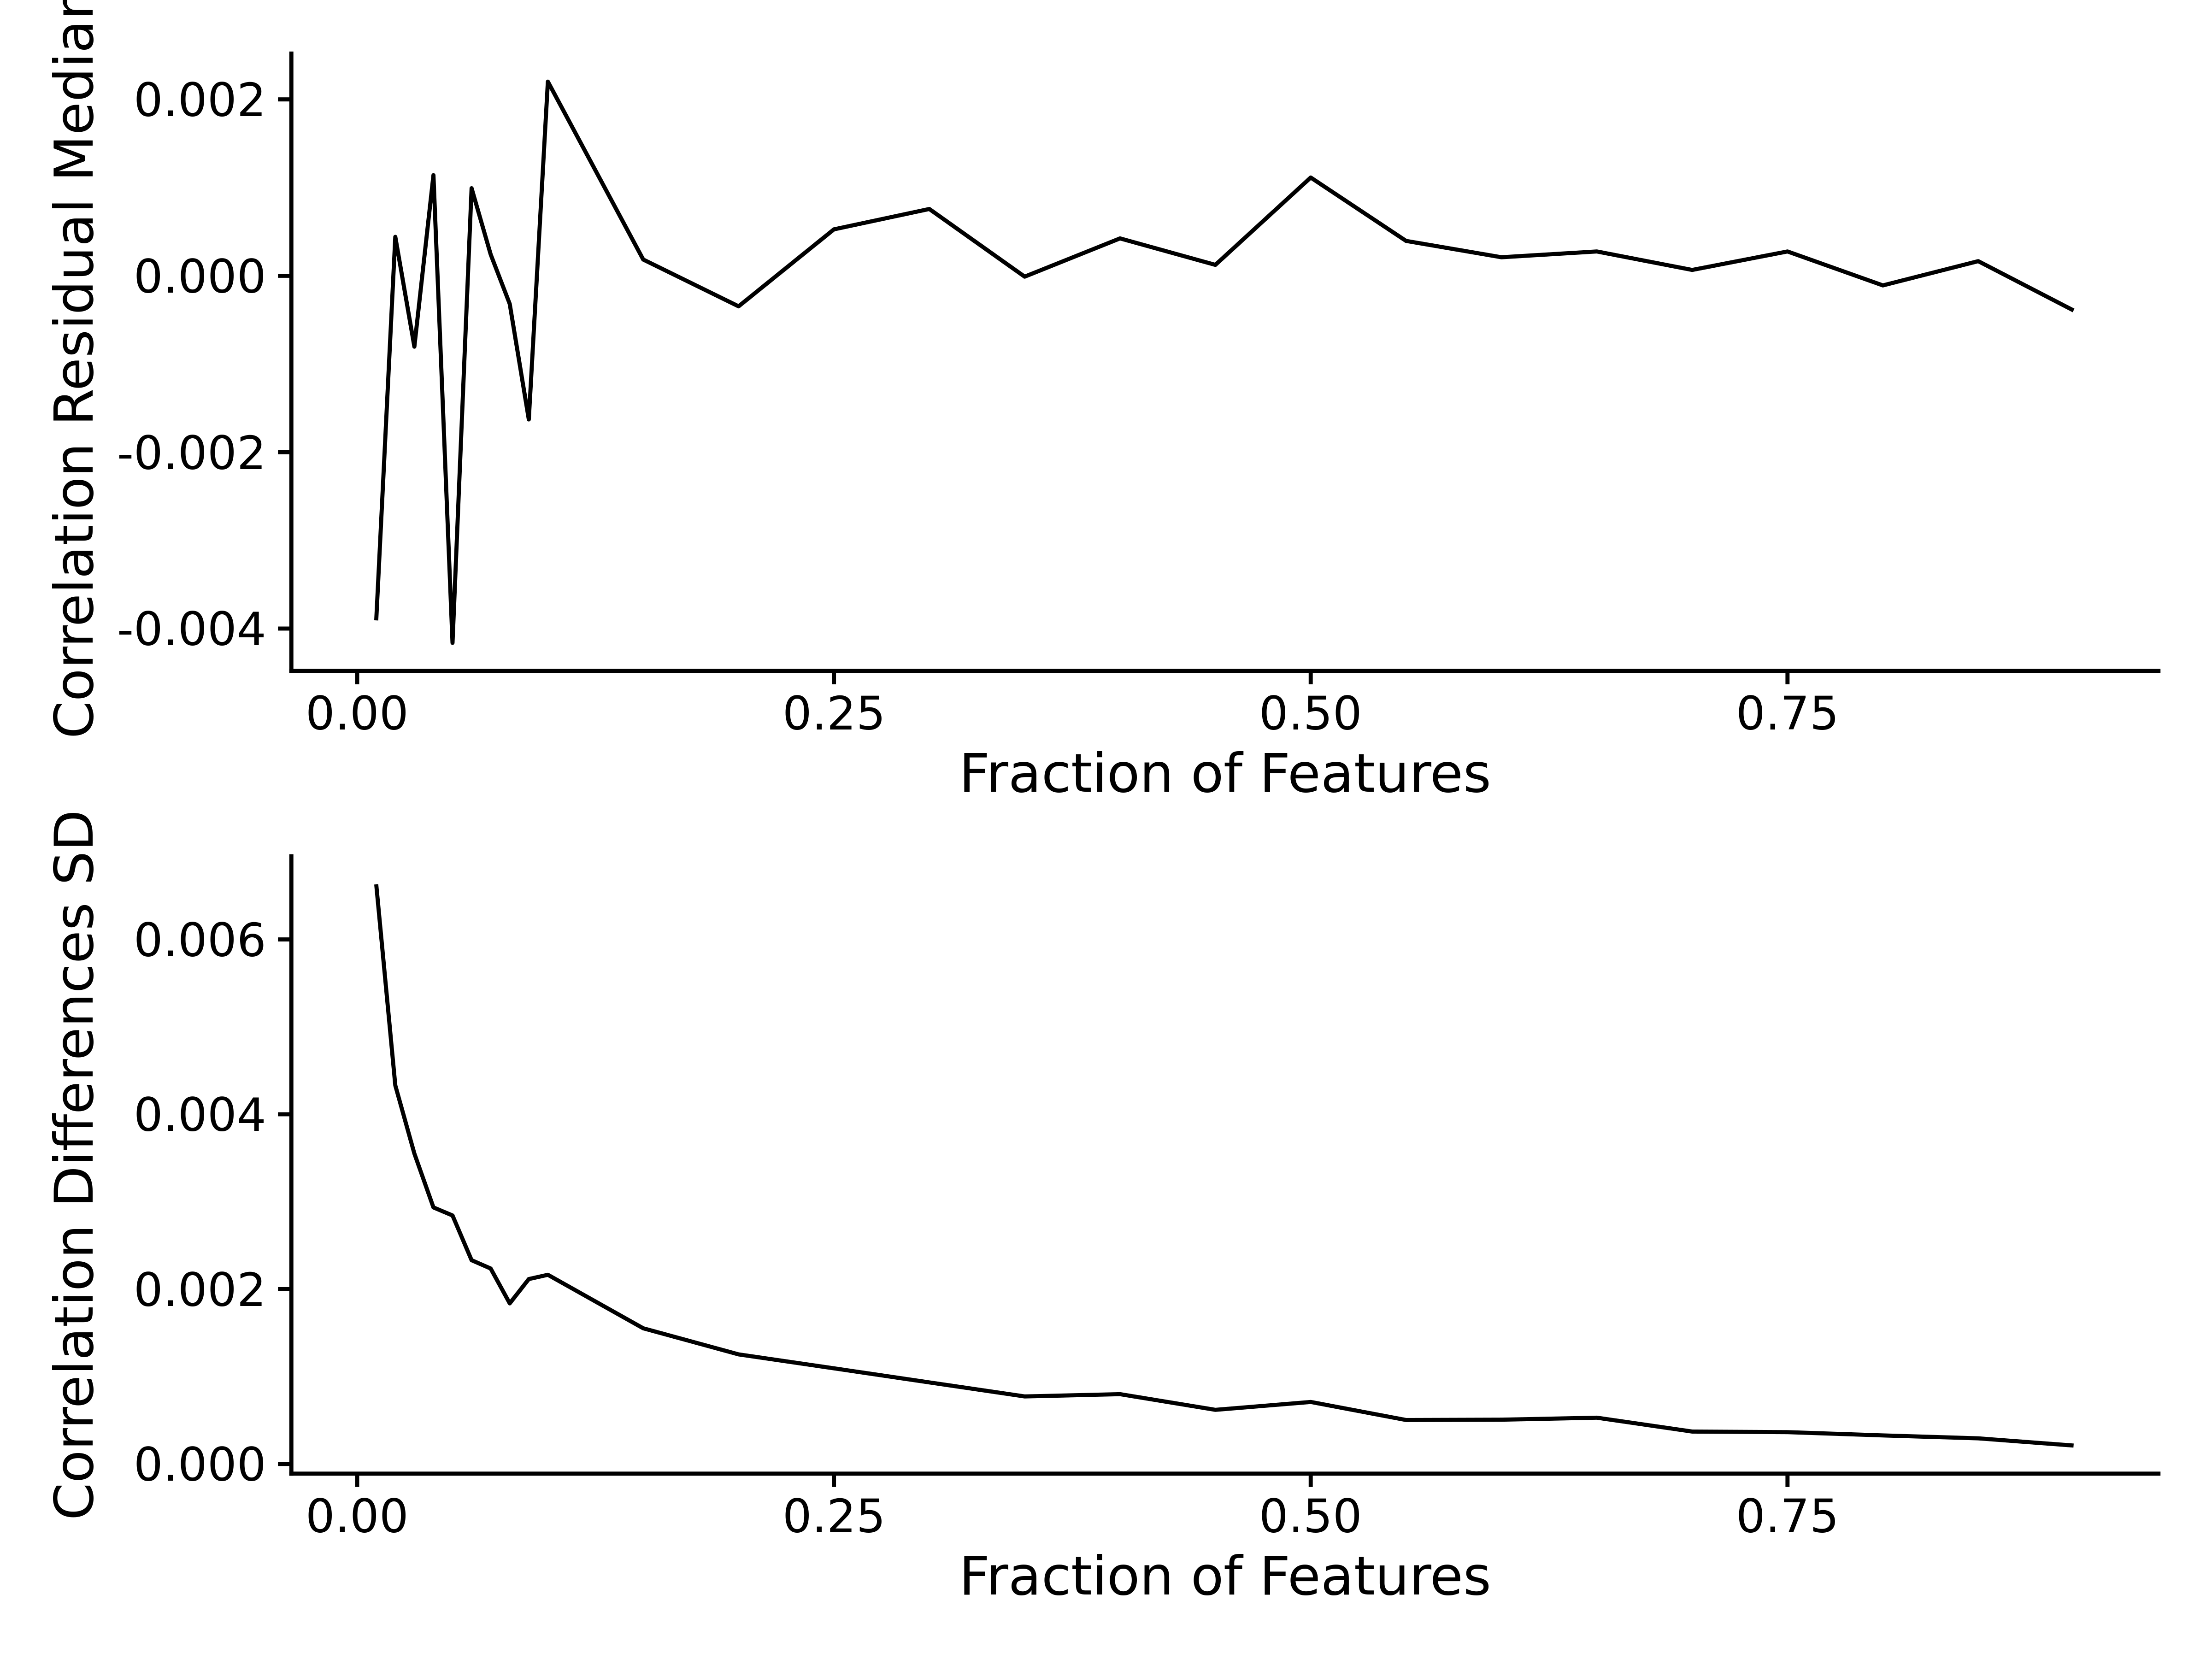 Correlation Residual Median
0.002
0.000
-0.002
-0.004
0.00 0.25 0.50 0.75
Fraction of Features
Correlation Differences SD
0.006
0.004
0.002
0.000
0.00 0.25 0.50 0.75
Fraction of Features